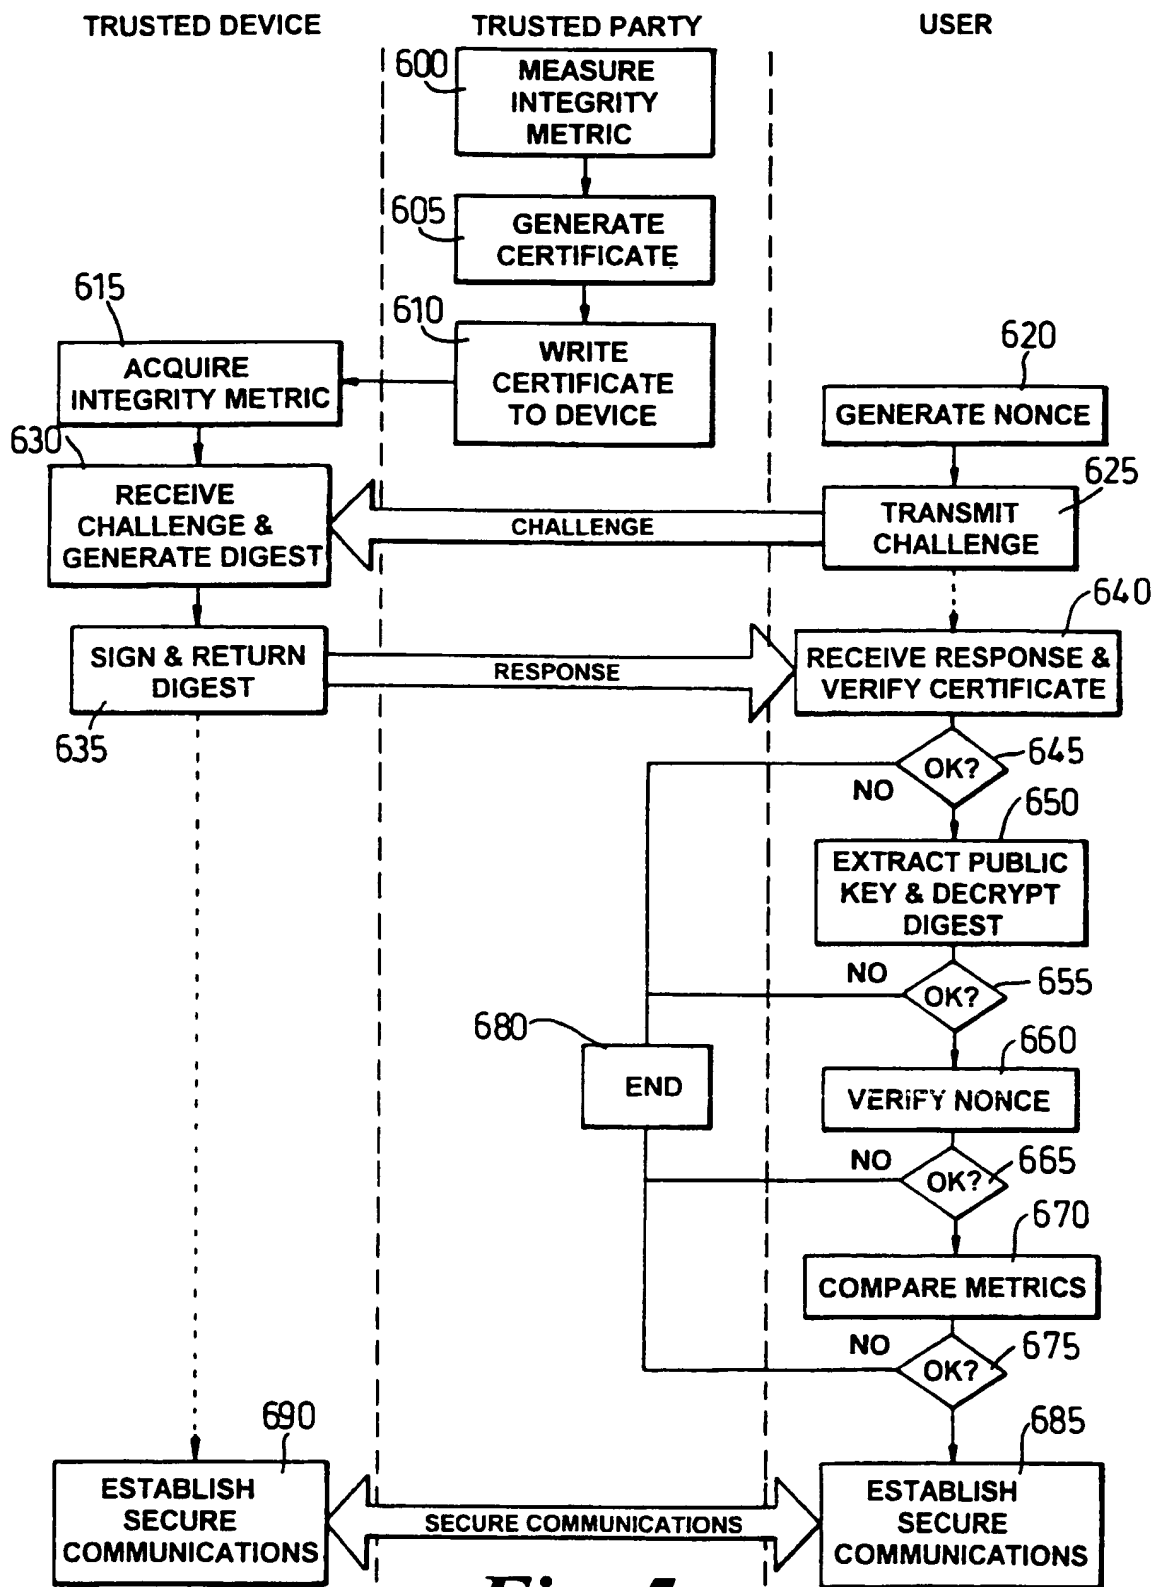 TRUSTED DEVICE
TRUSTED PARTY
USER
600
MEASURE
INTEGRITY
METRIC
605
GENERATE
CERTIFICATE
610
WRITE
CERTIFICATE
TO DEVICE
615
ACQUIRE
INTEGRITY METRIC
620
GENERATE NONCE
630
RECEIVE
CHALLENGE &
GENERATE DIGEST
CHALLENGE
625
TRANSMIT
CHALLENGE
640
SIGN & RETURN
DIGEST
635
RESPONSE
RECEIVE RESPONSE &
VERIFY CERTIFICATE
OK?
645
NO
650
EXTRACT PUBLIC
KEY & DECRYPT
DIGEST
NO
OK?
655
680
END
660
VERIFY NONCE
NO
OK?
665
670
COMPARE METRICS
NO
OK?
675
690
ESTABLISH
SECURE
COMMUNICATIONS
SECURE COMMUNICATIONS
685
ESTABLISH
SECURE
COMMUNICATIONS